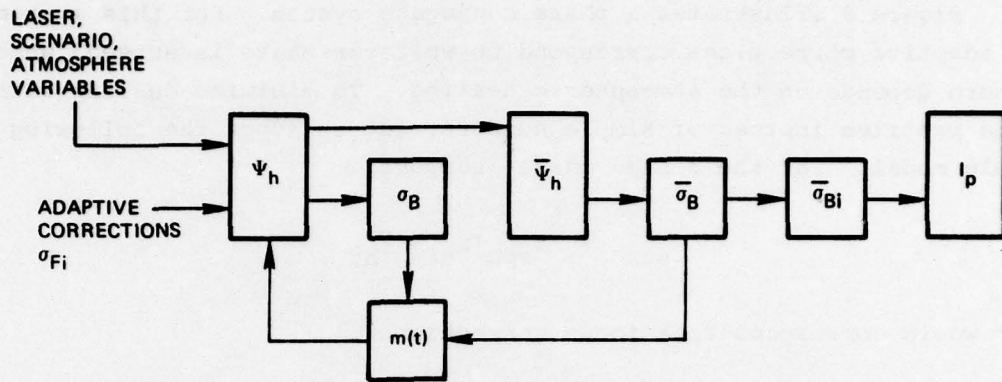 LASER,
SCENARIO,
ATMOSPHERE
VARIABLES
ADAPTIVE
CORRECTIONS
σFi
Ψh
σB
m(t)
Ψ̅h
σ̅B
σ̅Bi
Ip